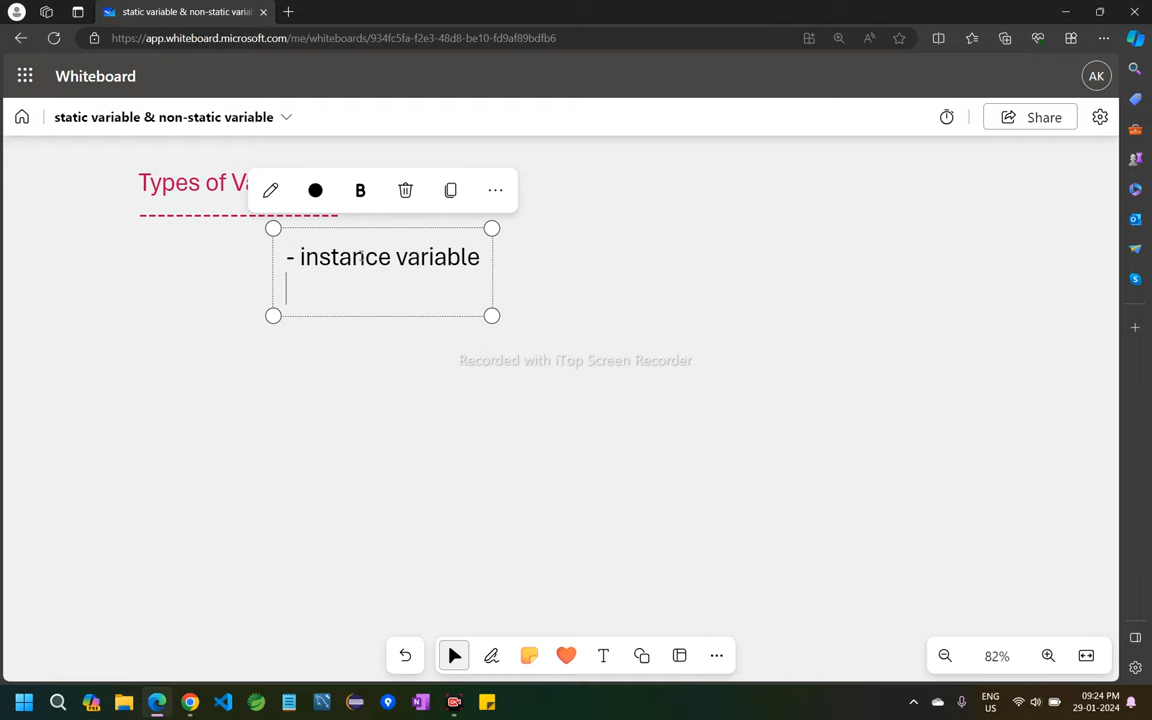 static variable & non-static varia
https://app.whiteboard.microsoft.com/me/whiteboards/934fc5fa-f2e3-48d8-be10-fd9af89bdfb6
Whiteboard
AK
static variable & non-static variable
Share
Types of Va
B
--------------------
- instance variable
Recorded with iTop Screen Recorder
T
82%
ENG
US
09:24 PM
29-01-2024